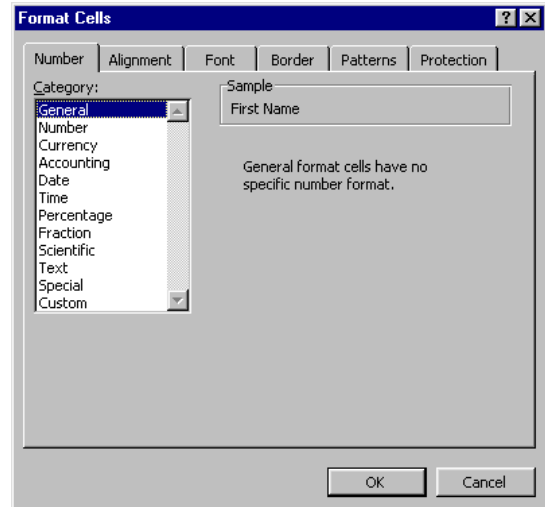 Format Cells
Number Alignment Font Border Patterns Protection
Category:
General
Number
Currency
Accounting
Date
Time
Percentage
Fraction
Scientific
Text
Special
Custom
Sample
First Name
General format cells have no
specific number format.
OK Cancel